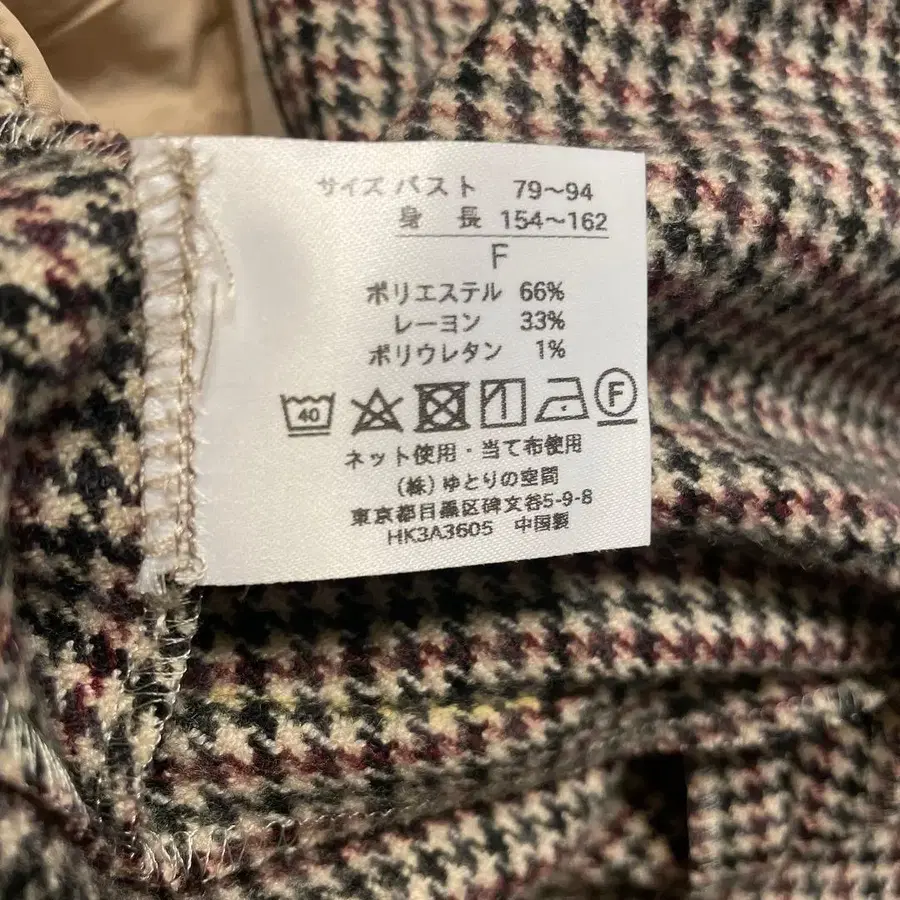 サイズ バスト 79～94
身 長 154～162
F
ポリエステル 66%
レーヨン 33%
ポリウレタン 1%
40 F
ネット使用・当て布使用
(株)ゆとりの空間
東京都目黒区碑文谷5-9-8
HK3A3605 中国製